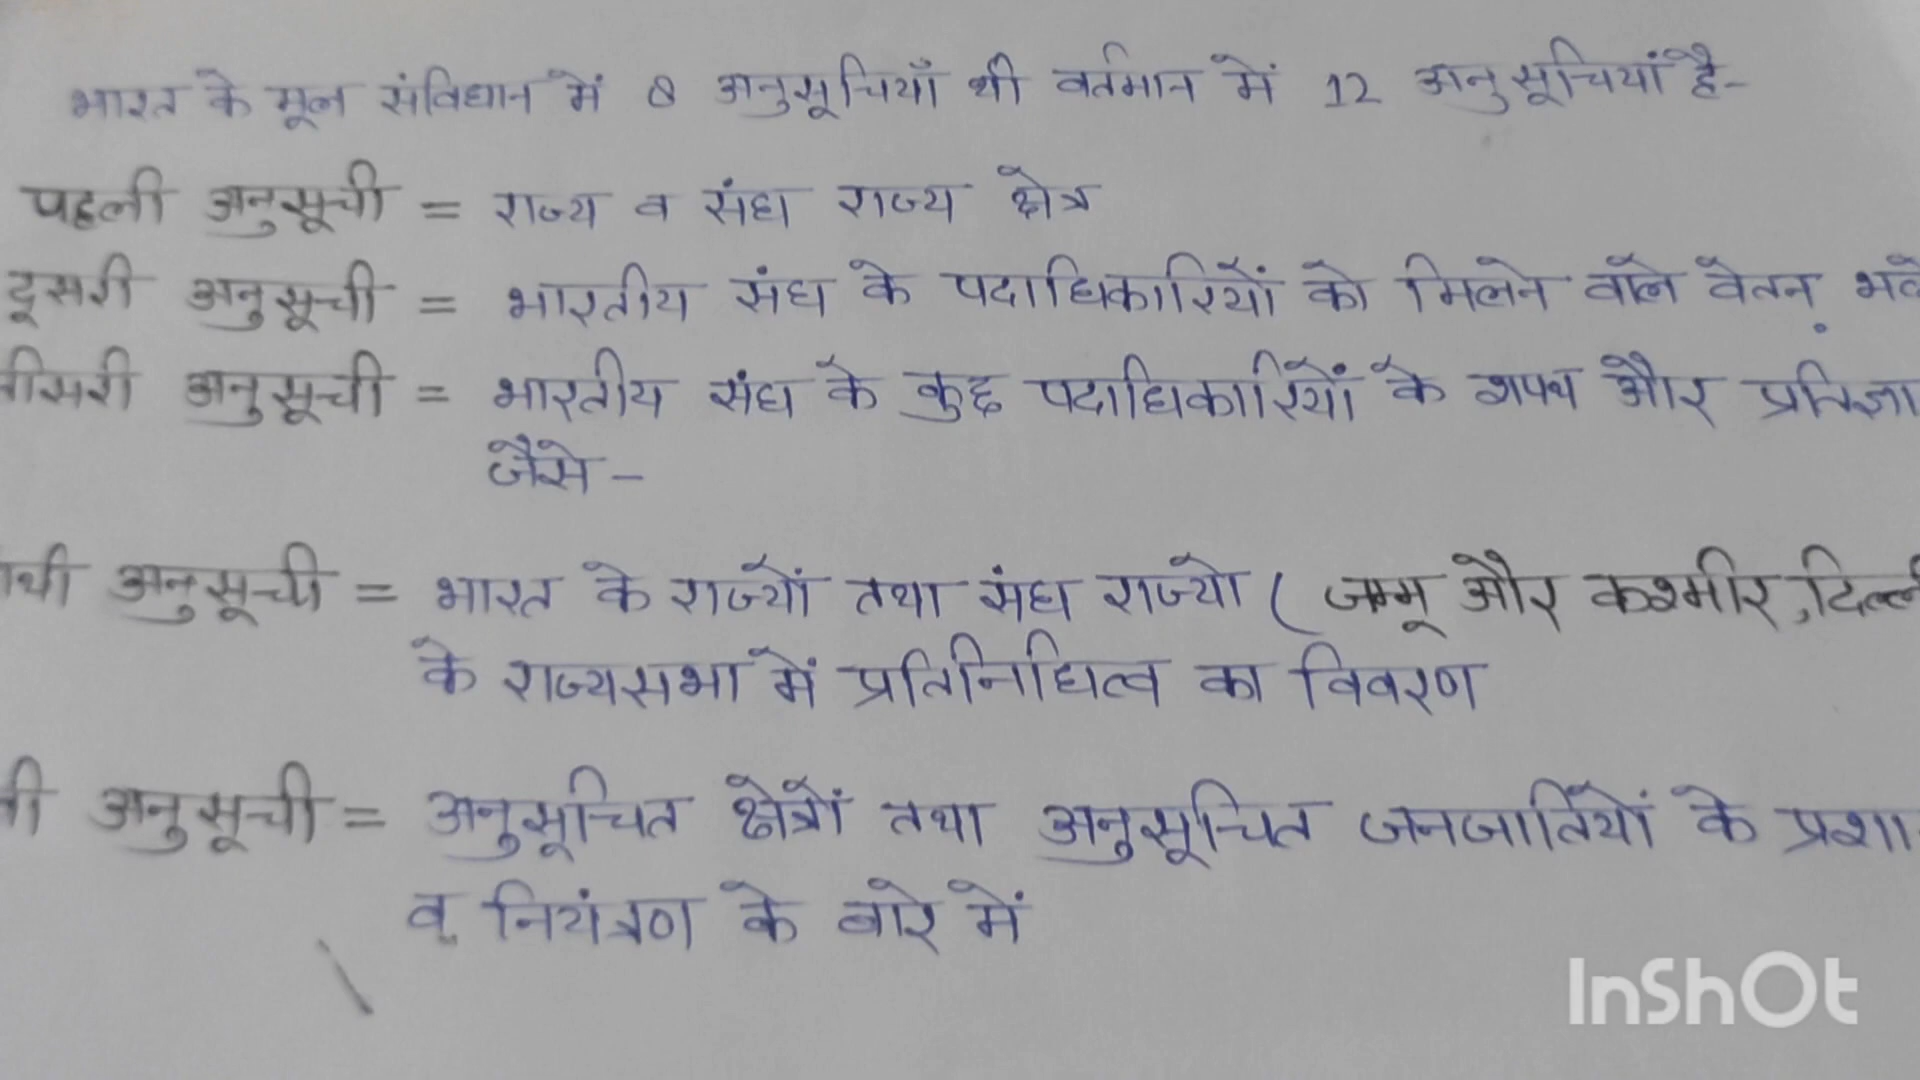 भारत के मूल संविधान में 8 अनुसूचियाँ थी वर्तमान में 12 अनुसूचियां है-
पहली अनुसूची = राज्य व संघ राज्य क्षेत्र
दूसरी अनुसूची = भारतीय संघ के पदाधिकारियों को मिलने वाले वेतन, भत्ते
तीसरी अनुसूची = भारतीय संघ के कुछ पदाधिकारियों के शपथ और प्रतिज्ञा
जैसे -
अनुसूची = भारत के राज्यों तथा संघ राज्यो ( जम्मू और कश्मीर, दिल्ली
के राज्यसभा में प्रतिनिधित्व का विवरण
अनुसूची = अनुसूचित क्षेत्रों तथा अनुसूचित जनजातियों के प्रशा
व नियंत्रण के बारे में
InShOt